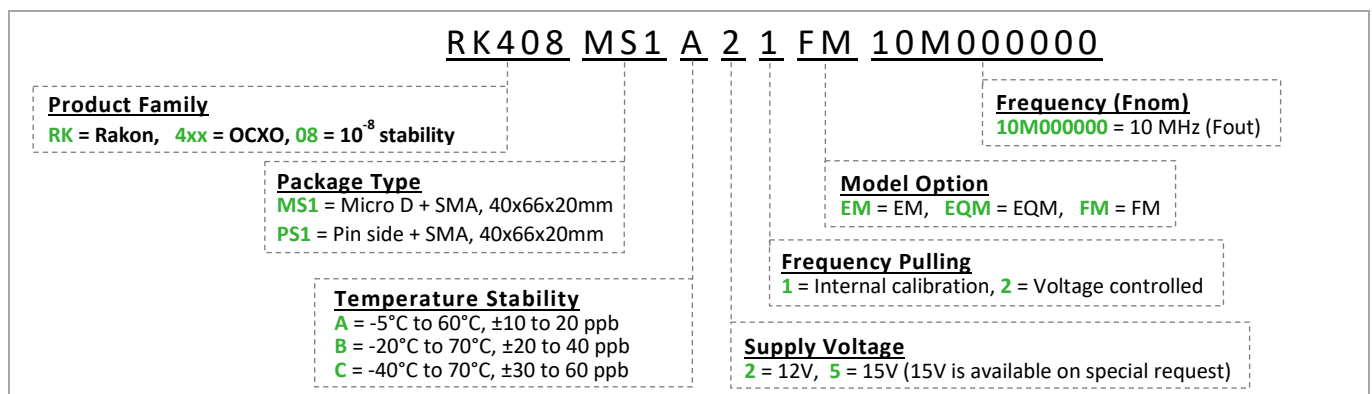 RK408 MS1 A 2 1 FM 10M000000
Product Family
RK = Rakon, 4xx = OCXO, 08 = 10⁻⁸ stability
Frequency (Fnom)
10M000000 = 10 MHz (Fout)
Package Type
MS1 = Micro D + SMA, 40x66x20mm
PS1 = Pin side + SMA, 40x66x20mm
Model Option
EM = EM, EQM = EQM, FM = FM
Frequency Pulling
1 = Internal calibration, 2 = Voltage controlled
Temperature Stability
A = -5°C to 60°C, ±10 to 20 ppb
B = -20°C to 70°C, ±20 to 40 ppb
C = -40°C to 70°C, ±30 to 60 ppb
Supply Voltage
2 = 12V, 5 = 15V (15V is available on special request)